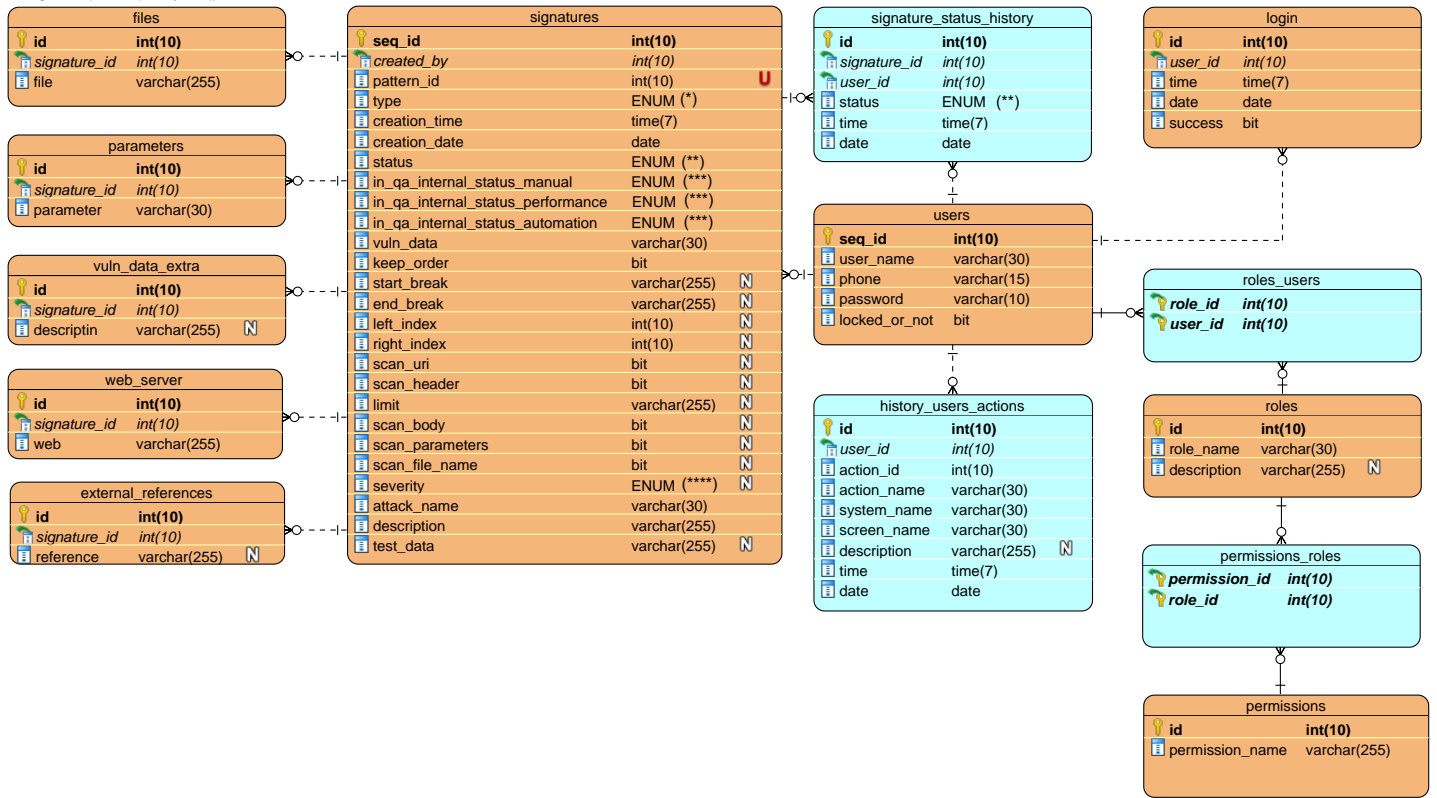 files
id int(10)
signature_id int(10)
file varchar(255)
parameters
id int(10)
signature_id int(10)
parameter varchar(30)
vuln_data_extra
id int(10)
signature_id int(10)
descriptin varchar(255) N
web_server
id int(10)
signature_id int(10)
web varchar(255)
external_references
id int(10)
signature_id int(10)
reference varchar(255) N
signatures
seq_id int(10)
created_by int(10)
pattern_id int(10) U
type ENUM (*)
creation_time time(7)
creation_date date
status ENUM (**)
in_qa_internal_status_manual ENUM (***)
in_qa_internal_status_performance ENUM (***)
in_qa_internal_status_automation ENUM (***)
vuln_data varchar(30)
keep_order bit
start_break varchar(255) N
end_break varchar(255) N
left_index int(10) N
right_index int(10) N
scan_uri bit N
scan_header bit N
limit varchar(255) N
scan_body bit N
scan_parameters bit N
scan_file_name bit N
severity ENUM (****) N
attack_name varchar(30)
description varchar(255)
test_data varchar(255) N
signature_status_history
id int(10)
signature_id int(10)
user_id int(10)
status ENUM (**)
time time(7)
date date
users
seq_id int(10)
user_name varchar(30)
phone varchar(15)
password varchar(10)
locked_or_not bit
history_users_actions
id int(10)
user_id int(10)
action_id int(10)
action_name varchar(30)
system_name varchar(30)
screen_name varchar(30)
description varchar(255) N
time time(7)
date date
login
id int(10)
user_id int(10)
time time(7)
date date
success bit
roles_users
role_id int(10)
user_id int(10)
roles
id int(10)
role_name varchar(30)
description varchar(255) N
permissions_roles
permission_id int(10)
role_id int(10)
permissions
id int(10)
permission_name varchar(255)